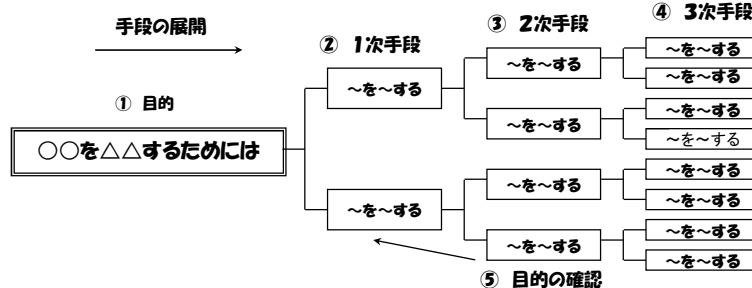 手段の展開
① 目的
○○を△△するためには
② 1次手段
～を～する
～を～する
③ 2次手段
～を～する
～を～する
～を～する
～を～する
④ 3次手段
～を～する
～を～する
～を～する
～を～する
～を～する
～を～する
～を～する
～を～する
⑤ 目的の確認